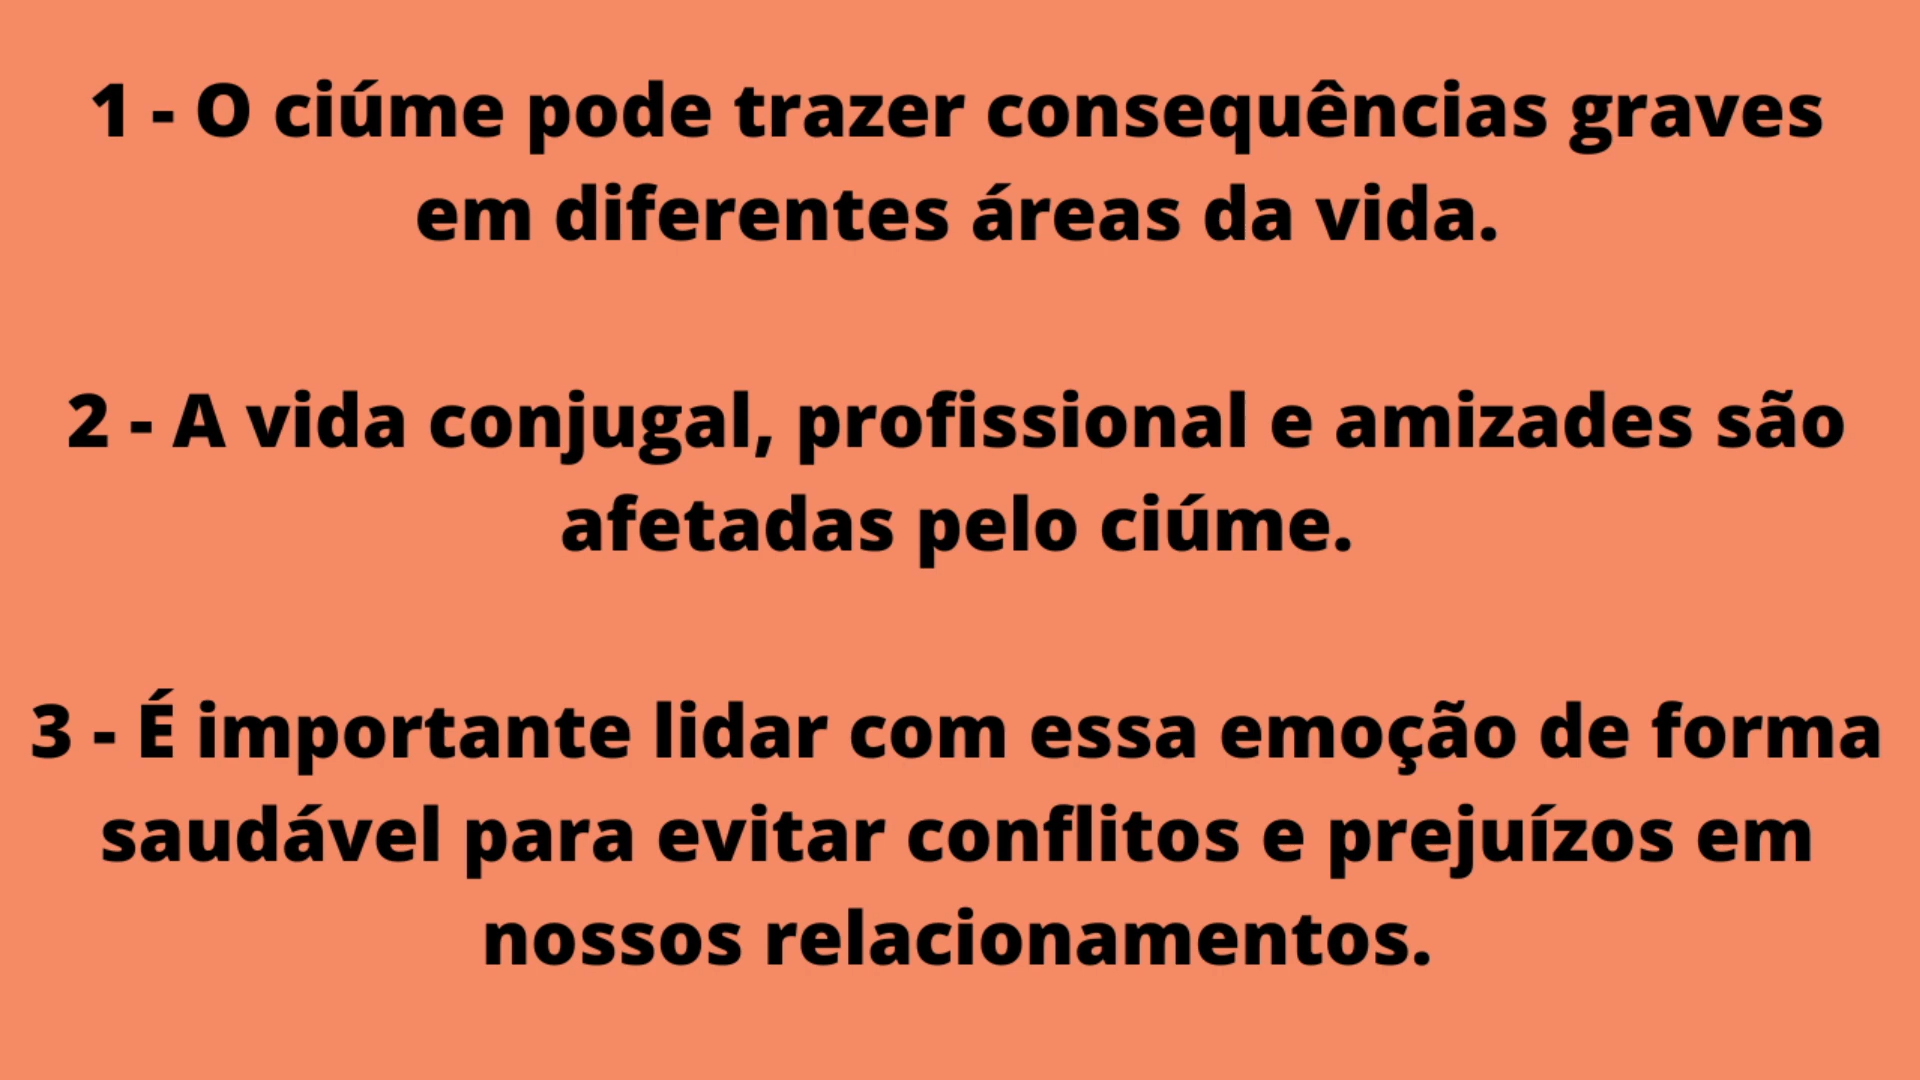 1 - O ciúme pode trazer consequências graves
em diferentes áreas da vida.
2 - A vida conjugal, profissional e amizades são
afetadas pelo ciúme.
3 - É importante lidar com essa emoção de forma
saudável para evitar conflitos e prejuízos em
nossos relacionamentos.